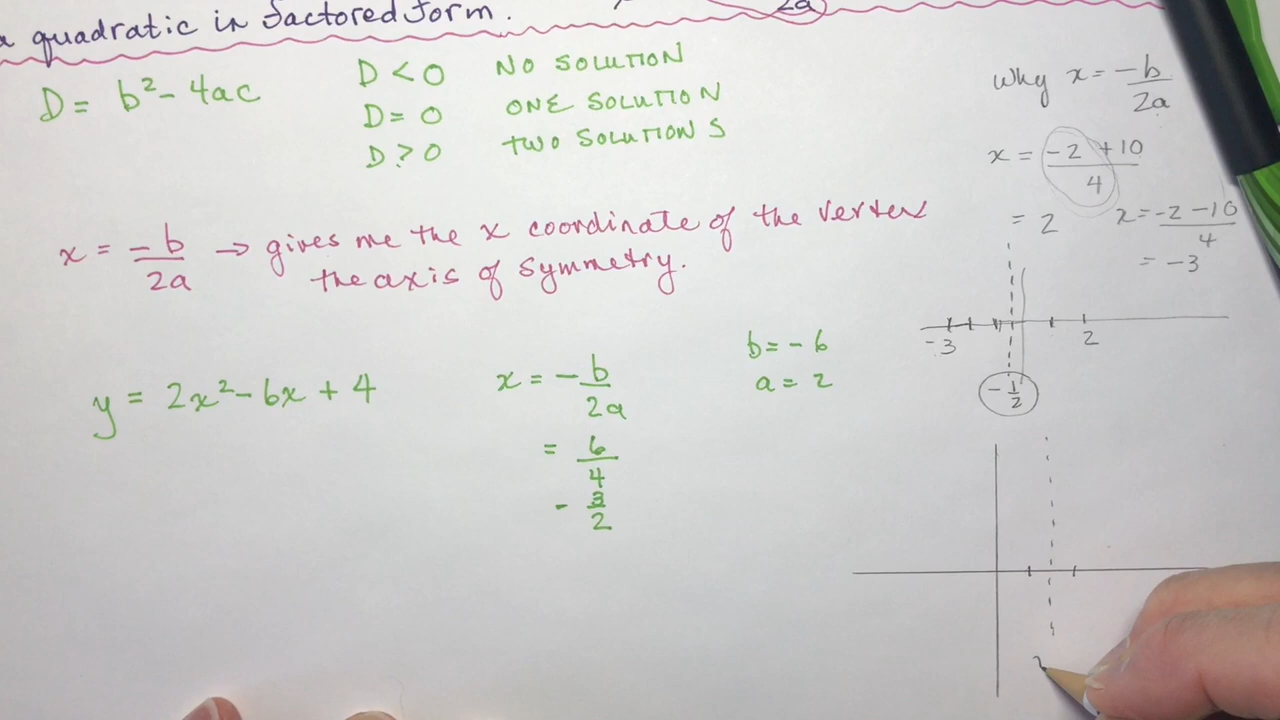 a quadratic in factored form.
2a
D = b² - 4ac
D < 0 NO SOLUTION
D = 0 ONE SOLUTION
D > 0 TWO SOLUTIONS
x = -b/2a → gives me the x coordinate of the vertex
the axis of symmetry.
y = 2x² - 6x + 4
x = -b/2a
= 6/4
- 3/2
b = -6
a = 2
Why x = -b/2a
x = (-2 + 10)/4
= 2
x = (-2 - 10)/4
= -3
-3 2
-1/2